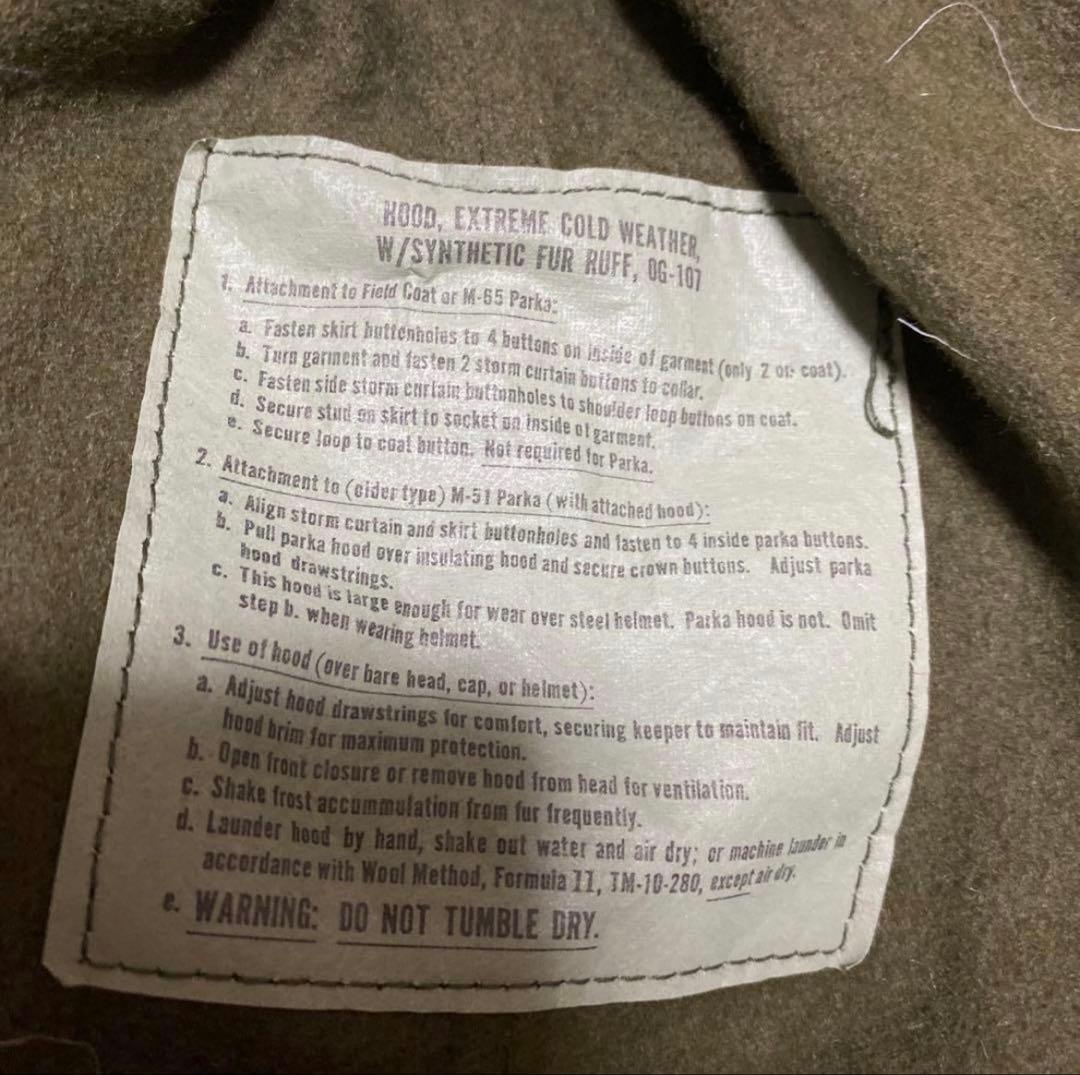 HOOD, EXTREME COLD WEATHER,
W/SYNTHETIC FUR RUFF, OG-107
1. Attachment to Field Coat or M-65 Parka:
a. Fasten skirt buttonholes to 4 buttons on inside of garment (only 2 on coat).
b. Turn garment and fasten 2 storm curtain buttons to collar.
c. Fasten side storm curtain buttonholes to shoulder loop buttons on coat.
d. Secure stud on skirt to socket on inside of garment.
e. Secure loop to coat button. Not required for Parka.
2. Attachment to (older type) M-51 Parka (with attached hood):
a. Align storm curtain and skirt buttonholes and fasten to 4 inside parka buttons.
b. Pull parka hood over insulating hood and secure crown buttons. Adjust parka
hood drawstrings.
c. This hood is large enough for wear over steel helmet. Parka hood is not. Omit
step b. when wearing helmet.
3. Use of hood (over bare head, cap, or helmet):
a. Adjust hood drawstrings for comfort, securing keeper to maintain fit. Adjust
hood brim for maximum protection.
b. Open front closure or remove hood from head for ventilation.
c. Shake frost accummulation from fur frequently.
d. Launder hood by hand, shake out water and air dry; or machine launder in
accordance with Wool Method, Formula II, TM-10-280, except air dry.
e. WARNING: DO NOT TUMBLE DRY.